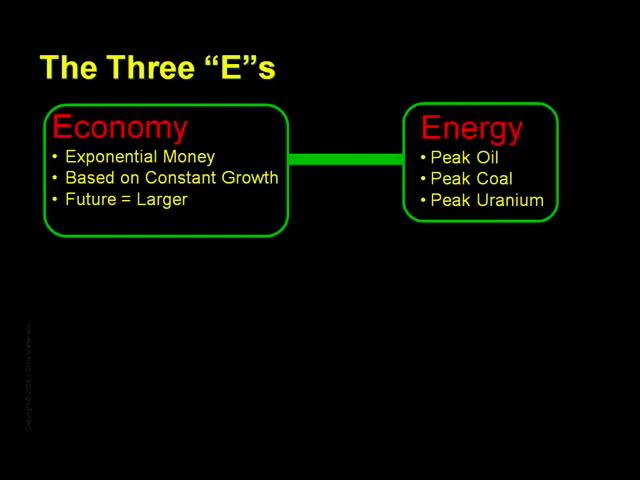 The Three “E”s
Economy
• Exponential Money
• Based on Constant Growth
• Future = Larger
Energy
• Peak Oil
• Peak Coal
• Peak Uranium